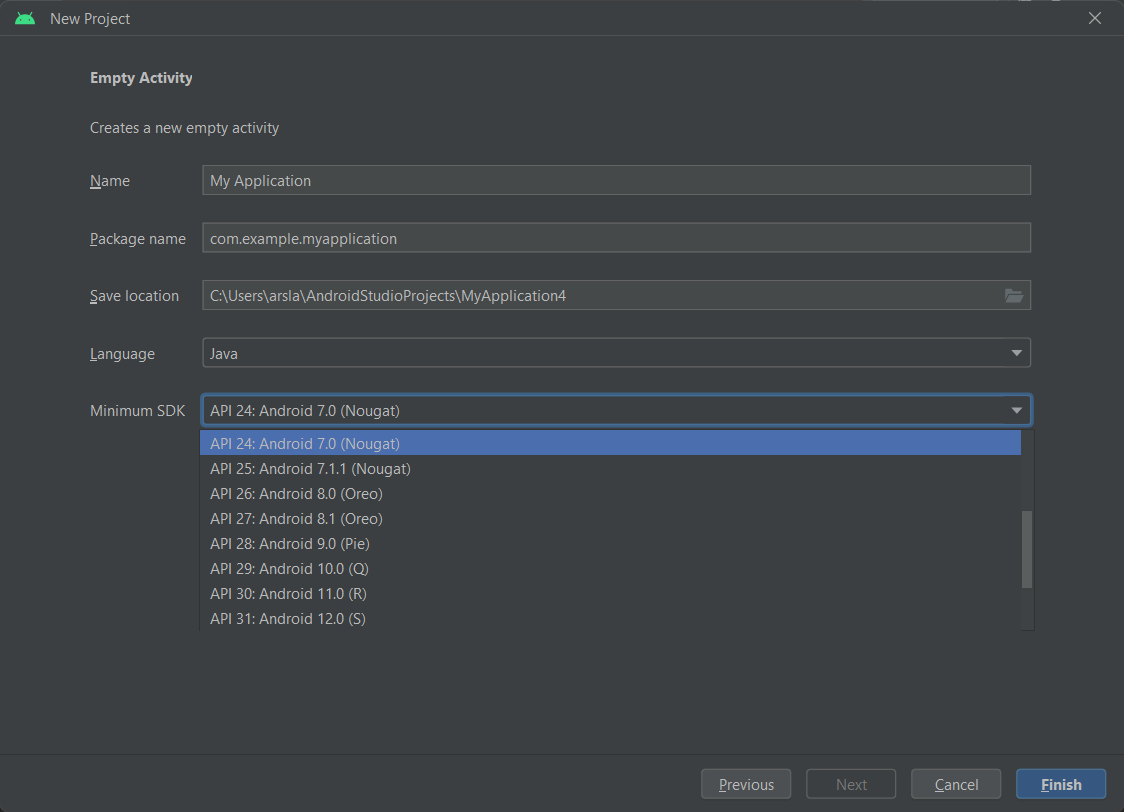 New Project
Empty Activity
Creates a new empty activity
Name My Application
Package name com.example.myapplication
Save location C:\Users\arsla\AndroidStudioProjects\MyApplication4
Language Java
Minimum SDK API 24: Android 7.0 (Nougat)
API 24: Android 7.0 (Nougat)
API 25: Android 7.1.1 (Nougat)
API 26: Android 8.0 (Oreo)
API 27: Android 8.1 (Oreo)
API 28: Android 9.0 (Pie)
API 29: Android 10.0 (Q)
API 30: Android 11.0 (R)
API 31: Android 12.0 (S)
Previous Next Cancel Finish